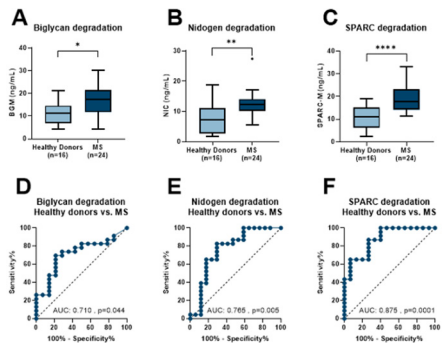 A
Biglycan degradation
*
BGM (ng/mL)
40
30
20
10
0
Healthy Donors
(n=16)
MS
(n=24)
B
Nidogen degradation
**
NIC (ng/mL)
30
20
10
0
Healthy Donors
(n=16)
MS
(n=24)
C
SPARC degradation
****
SPARC-M (ng/mL)
40
30
20
10
0
Healthy Donors
(n=16)
MS
(n=24)
D
Biglycan degradation
Healthy donors vs. MS
Sensitivity%
100
80
60
40
20
0
AUC: 0.710 , p=0.044
0 20 40 60 80 100
100% - Specificity%
E
Nidogen degradation
Healthy donors vs. MS
Sensitivity%
100
80
60
40
20
0
AUC: 0.765 , p=0.005
0 20 40 60 80 100
100% - Specificity%
F
SPARC degradation
Healthy donors vs. MS
Sensitivity%
100
80
60
40
20
0
AUC: 0.875 , p=0.0001
0 20 40 60 80 100
100% - Specificity%